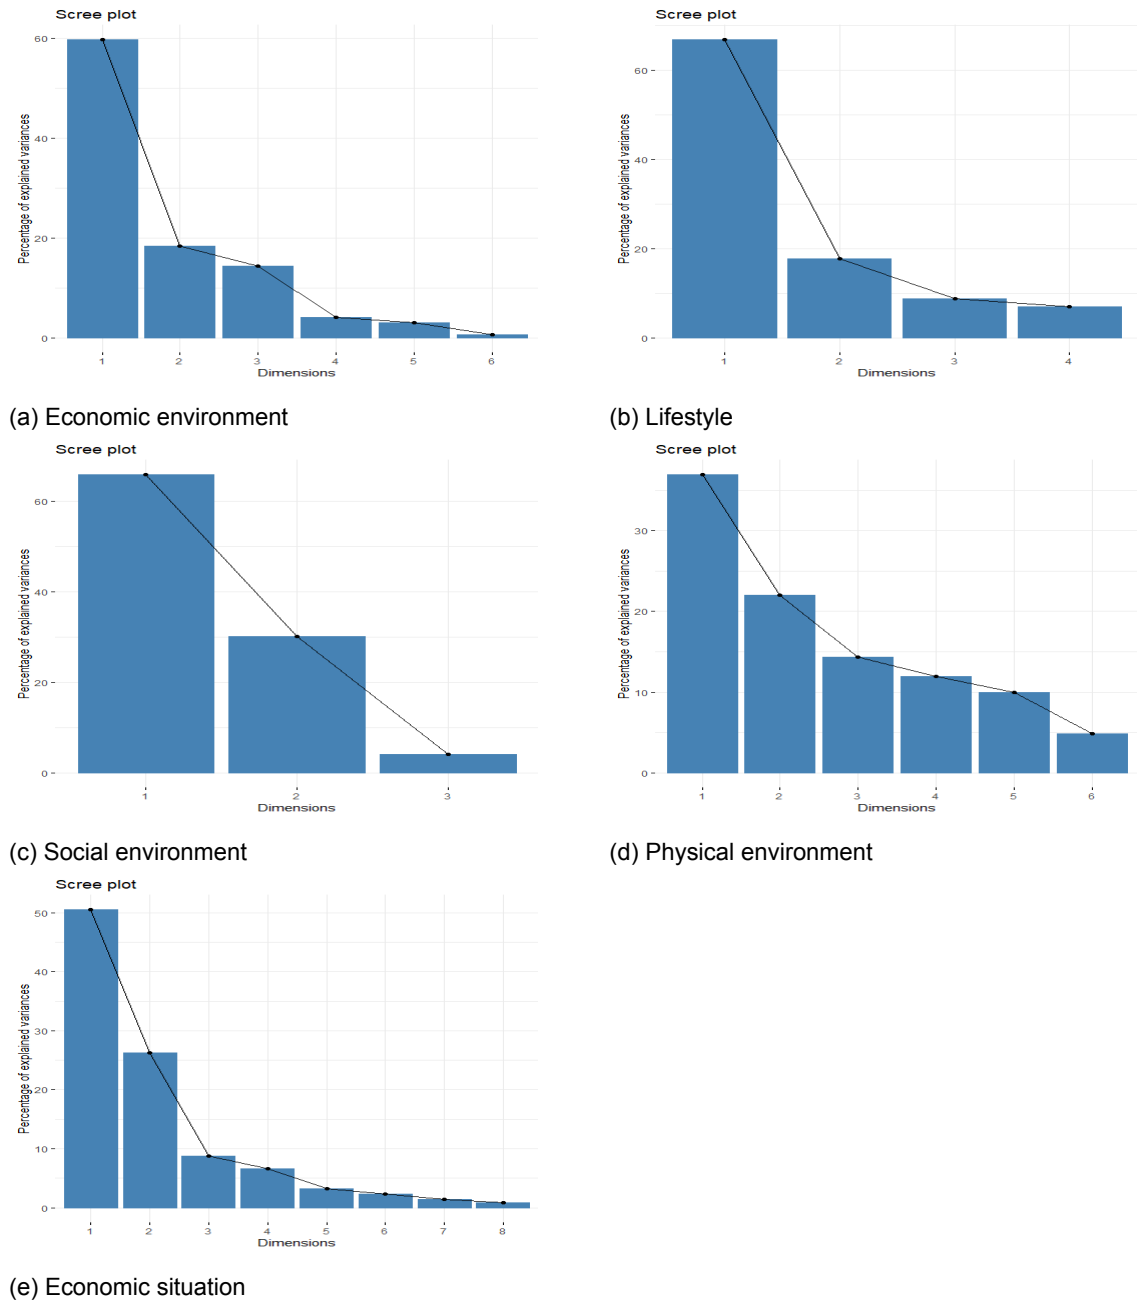 Scree plot
60
40
20
0
Percentage of explained variances
1 2 3 4 5 6
Dimensions
(a) Economic environment
Scree plot
60
40
20
0
Percentage of explained variances
1 2 3 4
Dimensions
(b) Lifestyle
Scree plot
60
40
20
0
Percentage of explained variances
1 2 3
Dimensions
(c) Social environment
Scree plot
30
20
10
0
Percentage of explained variances
1 2 3 4 5 6
Dimensions
(d) Physical environment
Scree plot
50
40
30
20
10
0
Percentage of explained variances
1 2 3 4 5 6 7 8
Dimensions
(e) Economic situation